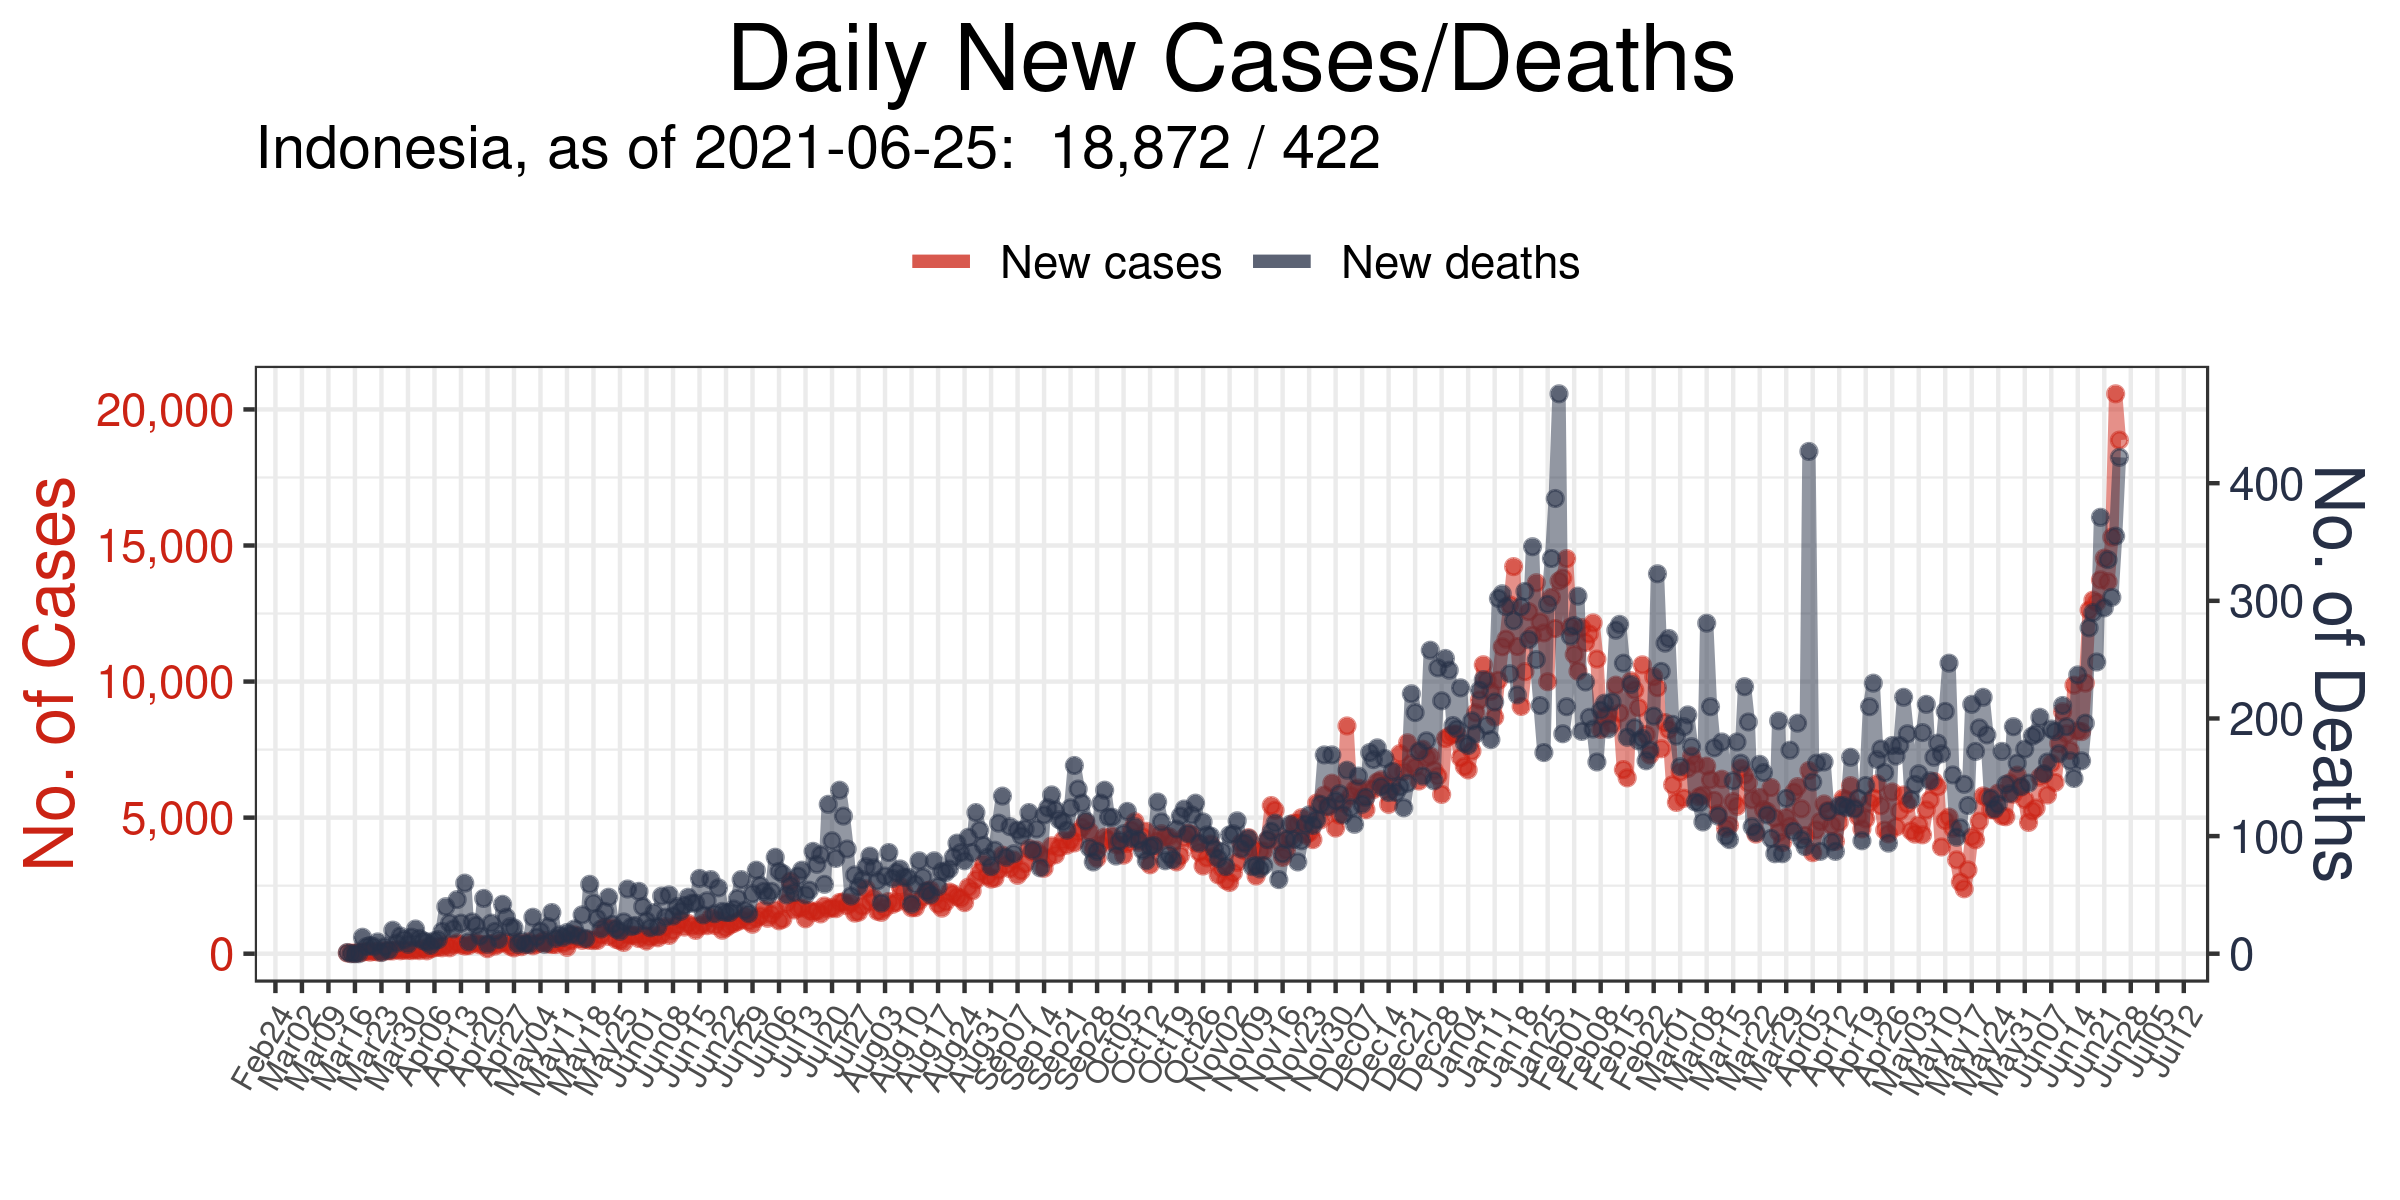 Daily New Cases/Deaths
Indonesia, as of 2021-06-25: 18,872 / 422
New cases New deaths
No. of Cases
20,000
15,000
10,000
5,000
0
No. of Deaths
400
300
200
100
0
Feb24
Mar02
Mar09
Mar16
Mar23
Mar30
Apr06
Apr13
Apr20
Apr27
May04
May11
May18
May25
Jun01
Jun08
Jun15
Jun22
Jun29
Jul06
Jul13
Jul20
Jul27
Aug03
Aug10
Aug17
Aug24
Aug31
Sep07
Sep14
Sep21
Sep28
Oct05
Oct12
Oct19
Oct26
Nov02
Nov09
Nov16
Nov23
Nov30
Dec07
Dec14
Dec21
Dec28
Jan04
Jan11
Jan18
Jan25
Feb01
Feb08
Feb15
Feb22
Mar01
Mar08
Mar15
Mar22
Mar29
Apr05
Apr12
Apr19
Apr26
May03
May10
May17
May24
May31
Jun07
Jun14
Jun21
Jun28
Jul05
Jul12